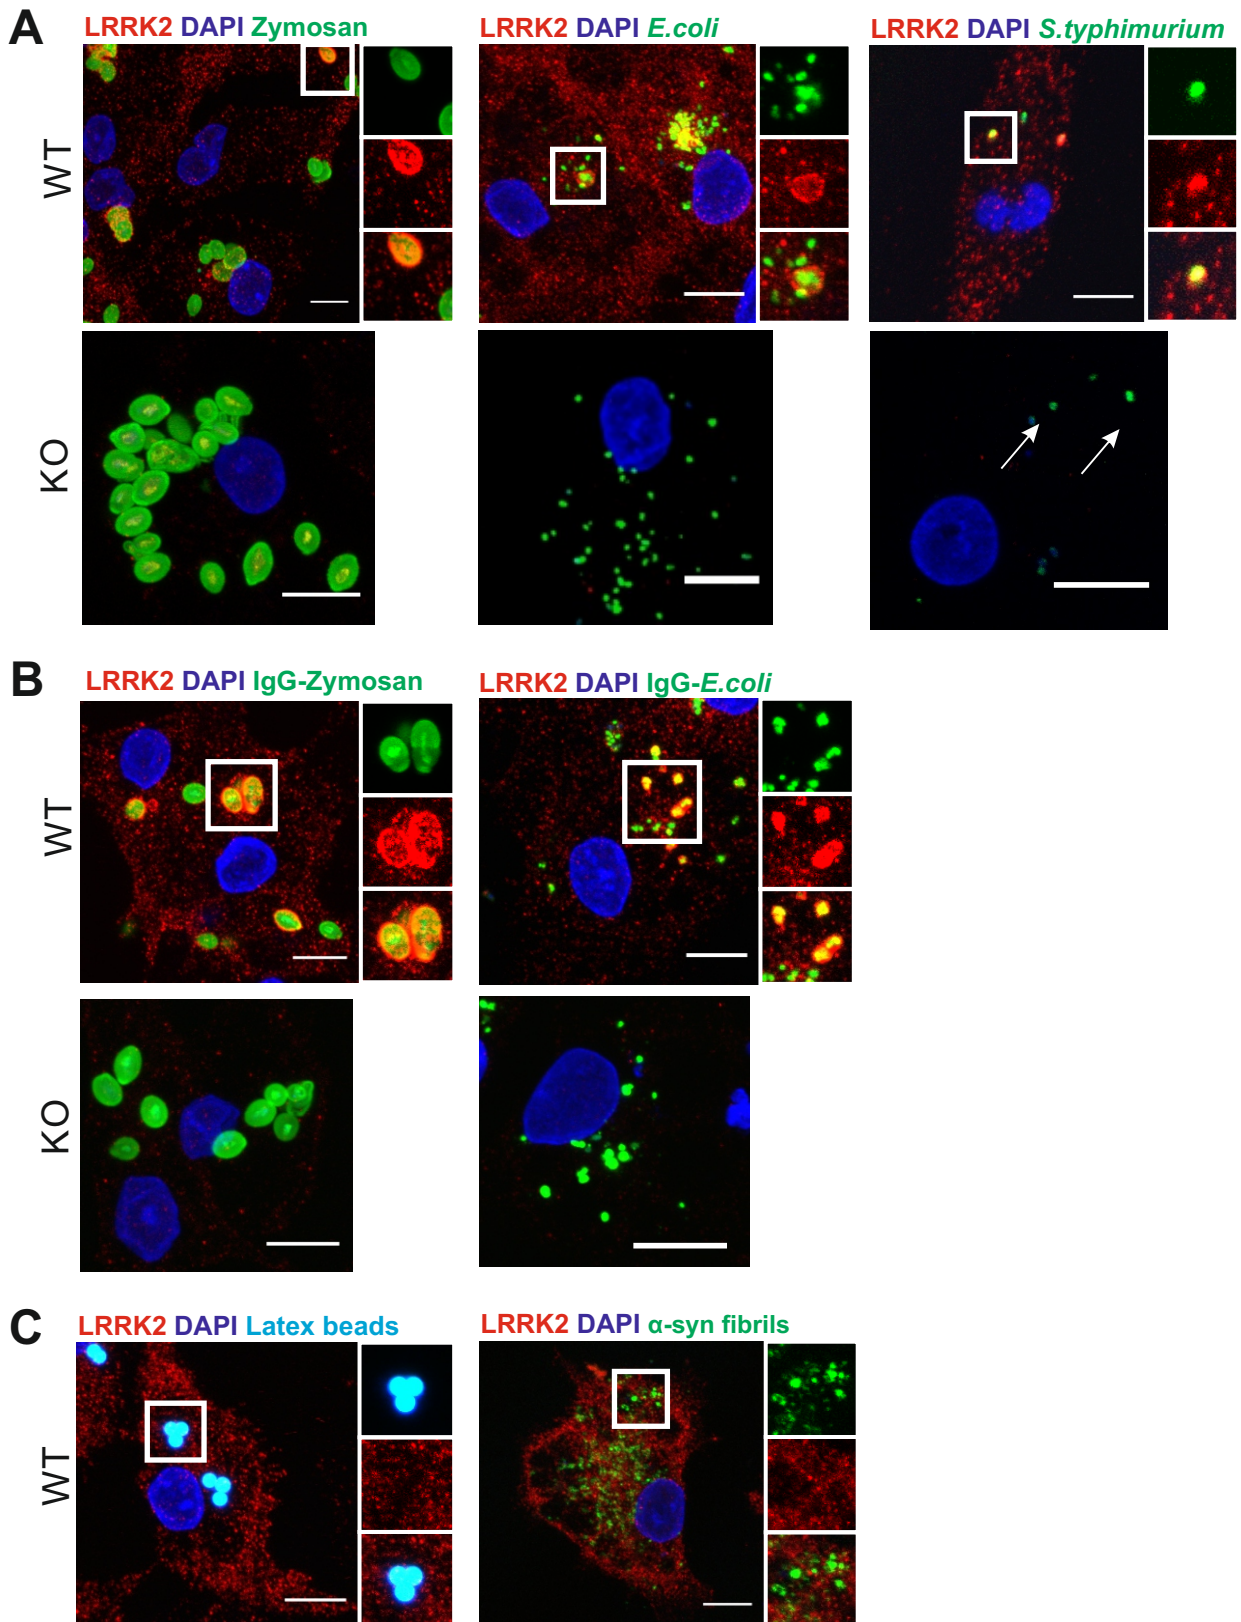 A
LRRK2 DAPI Zymosan
LRRK2 DAPI E.coli
LRRK2 DAPI S.typhimurium
WT
KO
B
LRRK2 DAPI IgG-Zymosan
LRRK2 DAPI IgG-E.coli
WT
KO
C
LRRK2 DAPI Latex beads
LRRK2 DAPI α-syn fibrils
WT